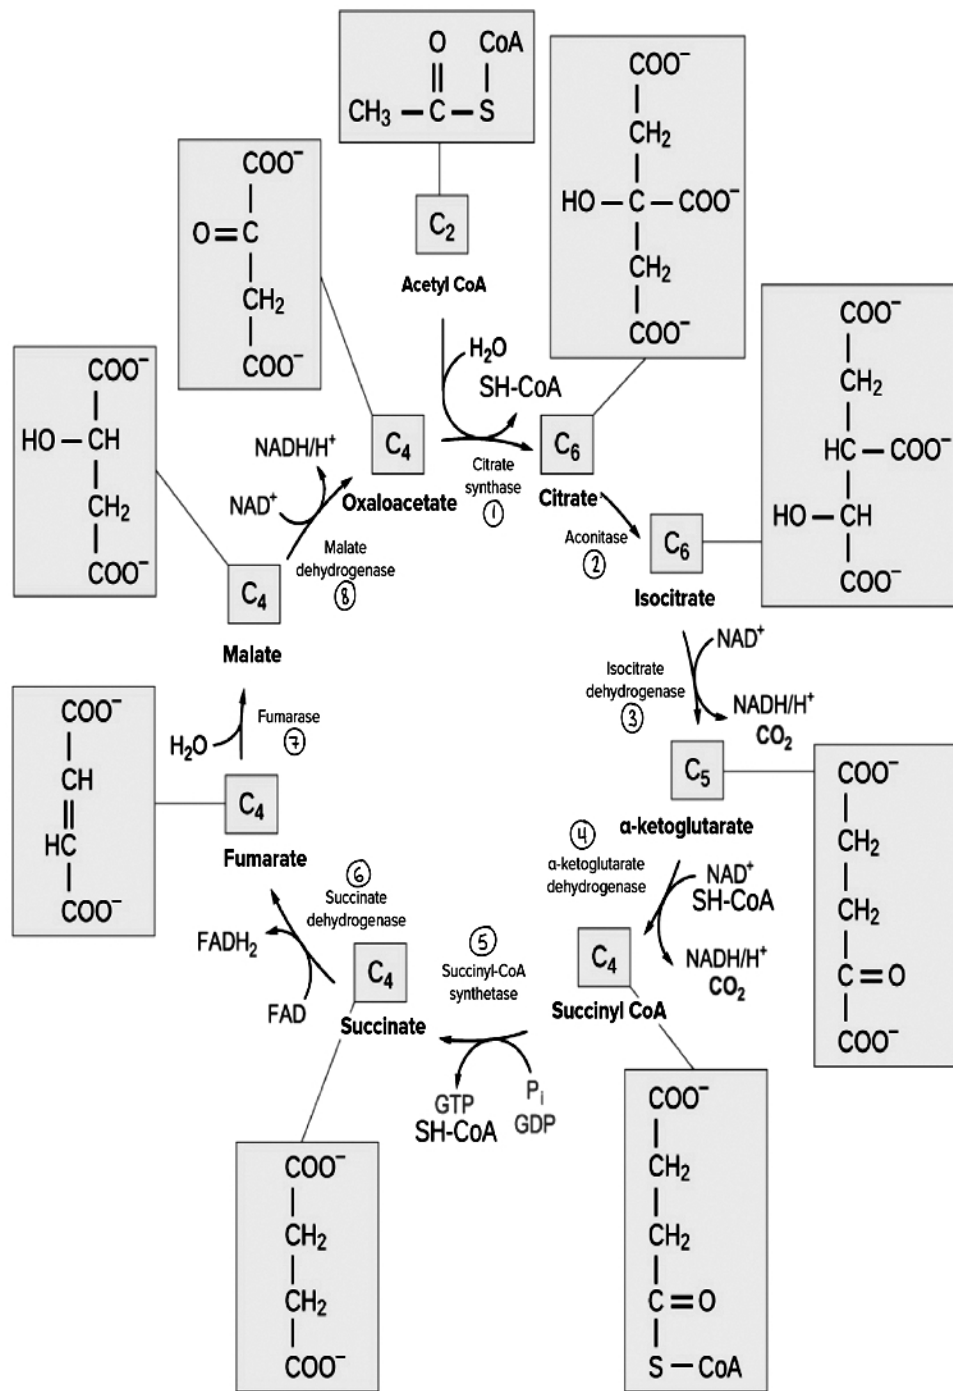 O CoA
||
CH₃ — C — S
C₂
Acetyl CoA
COO⁻
CH₂
HO — C — COO⁻
CH₂
COO⁻
COO⁻
O = C
CH₂
COO⁻
H₂O
SH-CoA
C₄
Oxaloacetate
Citrate
synthase
①
C₆
Citrate
Aconitase
②
C₆
Isocitrate
COO⁻
CH₂
HC — COO⁻
HO — CH
COO⁻
COO⁻
HO — CH
CH₂
COO⁻
NADH/H⁺
NAD⁺
Malate
dehydrogenase
⑧
C₄
Malate
Isocitrate
dehydrogenase
③
NAD⁺
NADH/H⁺
CO₂
C₅
α-ketoglutarate
COO⁻
CH₂
CH₂
C = O
COO⁻
H₂O
Fumarase
⑦
C₄
Fumarate
COO⁻
CH
||
HC
COO⁻
④
α-ketoglutarate
dehydrogenase
NAD⁺
SH-CoA
NADH/H⁺
CO₂
C₄
Succinyl CoA
⑥
Succinate
dehydrogenase
FADH₂
FAD
C₄
Succinate
⑤
Succinyl-CoA
synthetase
GTP
SH-CoA
Pᵢ
GDP
COO⁻
CH₂
CH₂
COO⁻
COO⁻
CH₂
CH₂
C = O
S — CoA